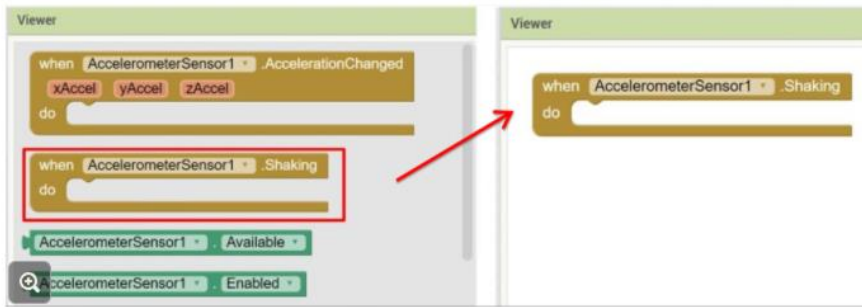 Viewer
when AccelerometerSensor1 .AccelerationChanged
xAccel yAccel zAccel
do
when AccelerometerSensor1 .Shaking
do
AccelerometerSensor1 . Available
AccelerometerSensor1 . Enabled
Viewer
when AccelerometerSensor1 .Shaking
do